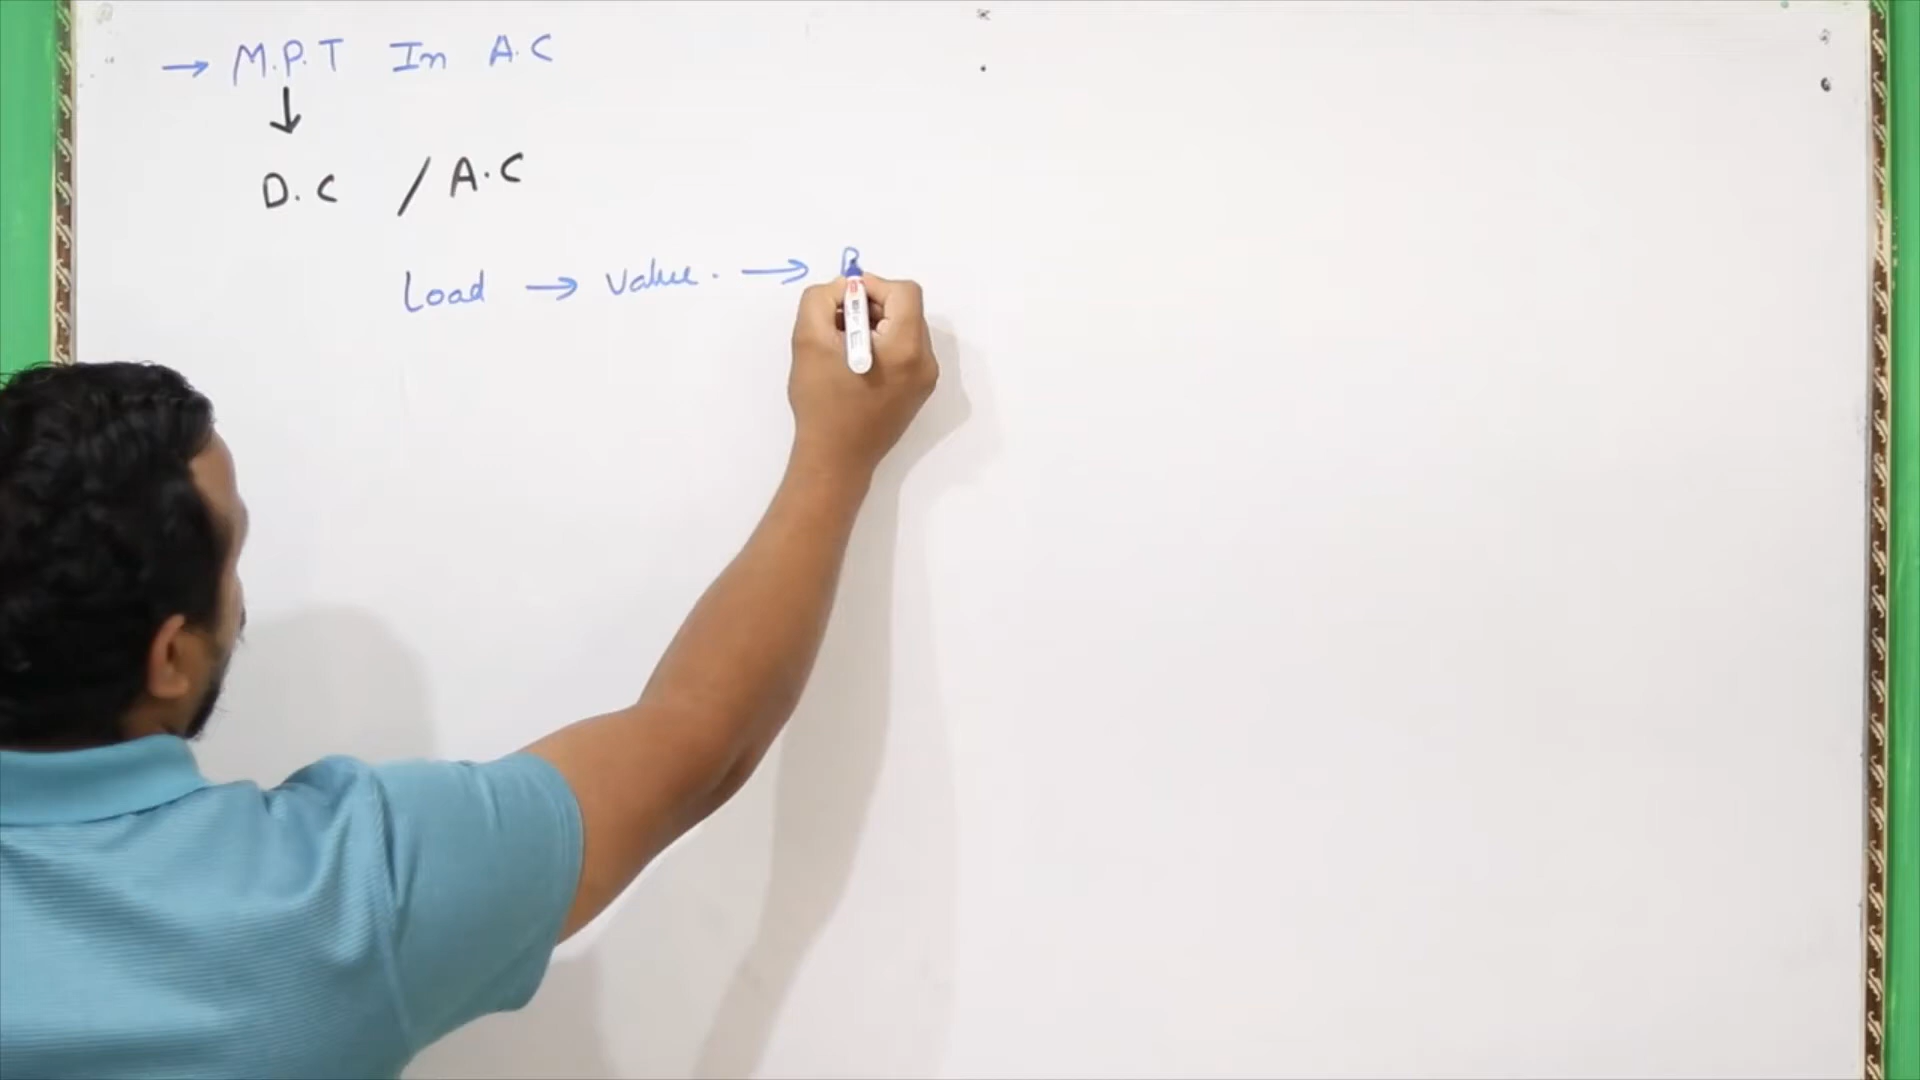 → M.P.T In A.C
↓
D.C / A.C
Load → value. →